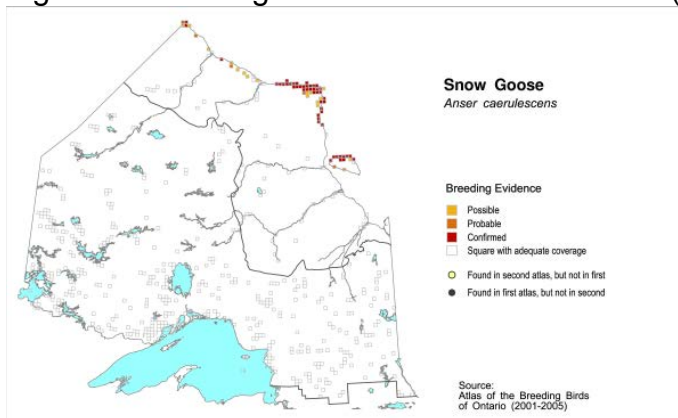 Snow Goose
Anser caerulescens
Breeding Evidence
Possible
Probable
Confirmed
Square with adequate coverage
Found in second atlas, but not in first
Found in first atlas, but not in second
Source:
Atlas of the Breeding Birds
of Ontario (2001-2005)